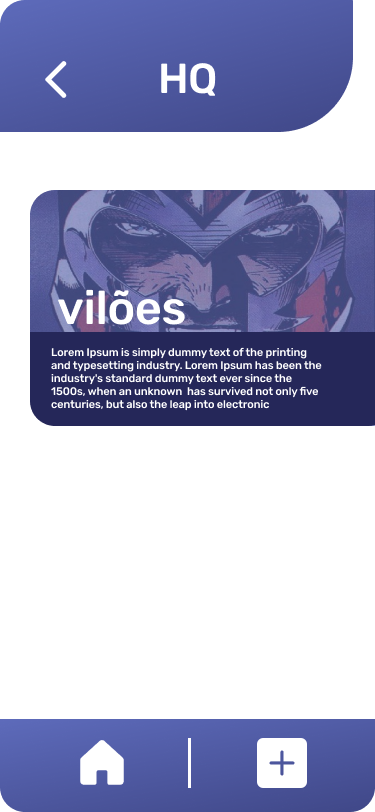 HQ
vilões
Lorem Ipsum is simply dummy text of the printing
and typesetting industry. Lorem Ipsum has been the
industry's standard dummy text ever since the
1500s, when an unknown  has survived not only five
centuries, but also the leap into electronic